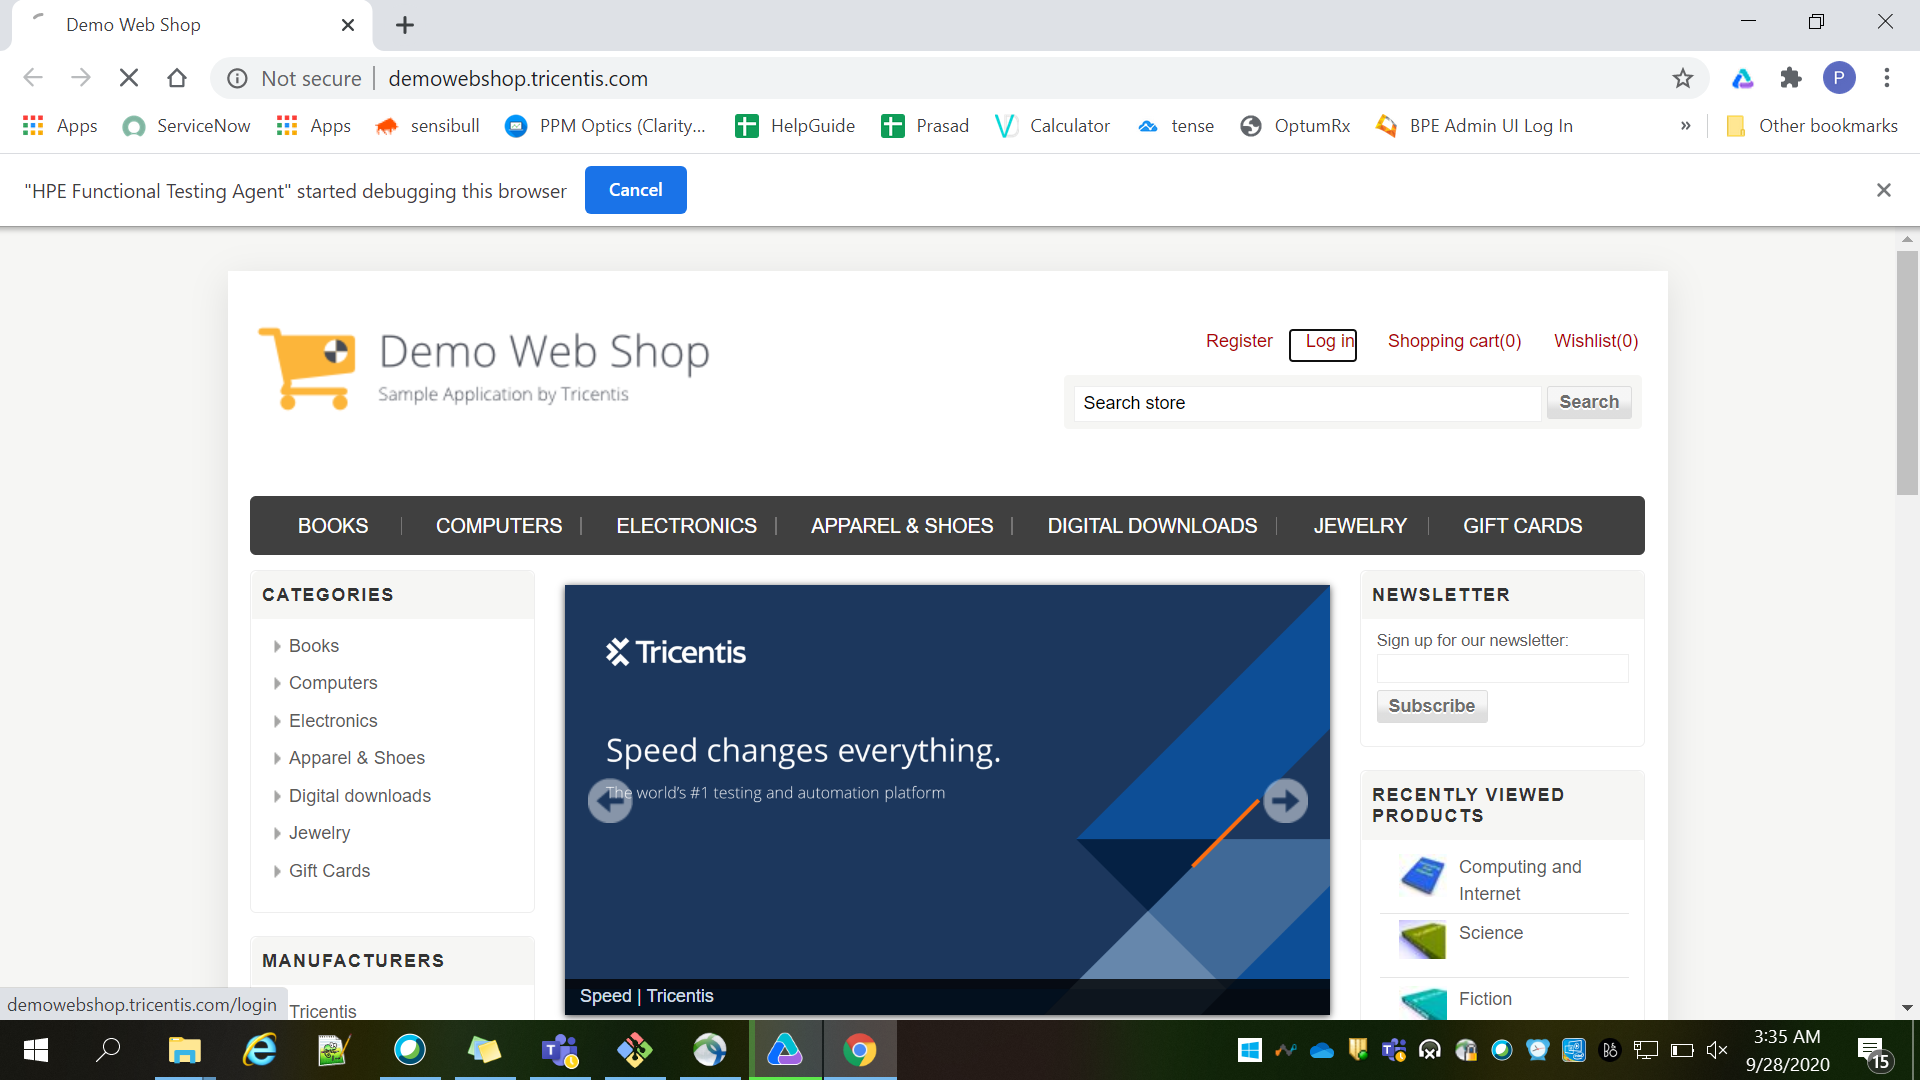 Demo Web Shop
Not secure demowebshop.tricentis.com
P
Apps ServiceNow Apps sensibull PPM Optics (Clarity... HelpGuide Prasad Calculator tense OptumRx BPE Admin UI Log In » Other bookmarks
"HPE Functional Testing Agent" started debugging this browser Cancel
Demo Web Shop
Sample Application by Tricentis
Register Log in Shopping cart(0) Wishlist(0)
Search store Search
BOOKS COMPUTERS ELECTRONICS APPAREL & SHOES DIGITAL DOWNLOADS JEWELRY GIFT CARDS
CATEGORIES
Books
Computers
Electronics
Apparel & Shoes
Digital downloads
Jewelry
Gift Cards
MANUFACTURERS
Tricentis
Tricentis
Speed changes everything.
The world's #1 testing and automation platform
Speed | Tricentis
NEWSLETTER
Sign up for our newsletter:
Subscribe
RECENTLY VIEWED
PRODUCTS
Computing and
Internet
Science
Fiction
demowebshop.tricentis.com/login
3:35 AM
9/28/2020
15